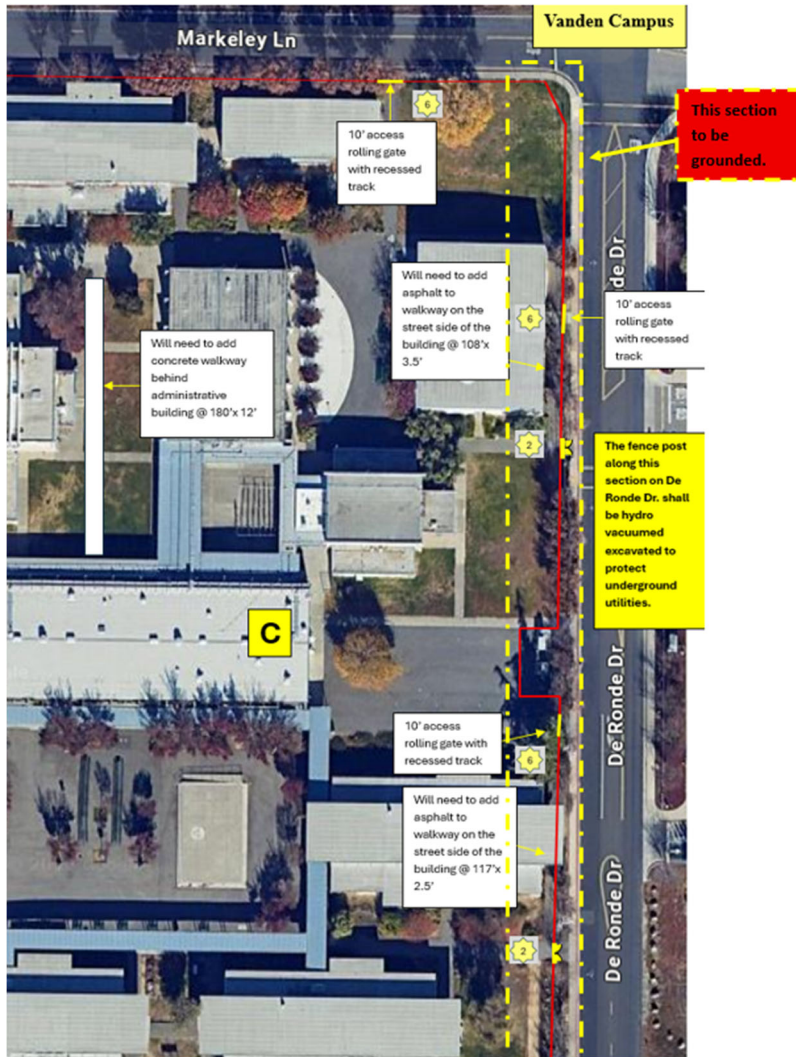 Vanden Campus
Markeley Ln
This section
to be
grounded.
6
10' access
rolling gate
with recessed
track
Will need to add
asphalt to
walkway on the
street side of the
building @ 108'x
3.5'
6
nde Dr
10' access
rolling gate
with recessed
track
Will need to add
concrete walkway
behind
administrative
building @ 180'x 12'
2
The fence post
along this
section on De
Ronde Dr. shall
be hydro
vacuumed
excavated to
protect
underground
utilities.
C
De Ronde Dr
10' access
rolling gate with
recessed track
6
Will need to add
asphalt to
walkway on the
street side of the
building @ 117'x
2.5'
De Ronde Dr
2